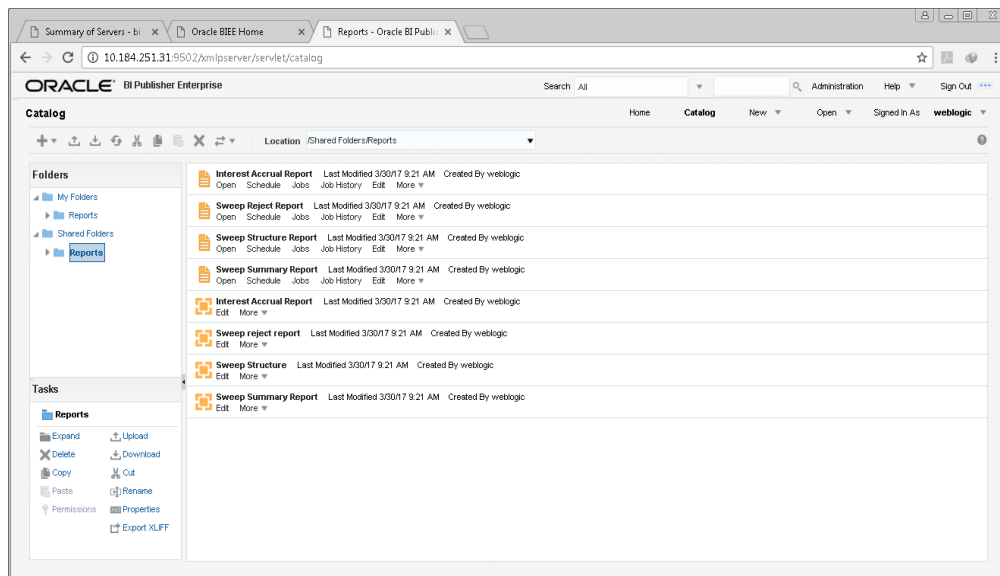 Summary of Servers - bi -
Oracle BIEE Home
Reports - Oracle BI Publis
10.184.251.31:9502/xmlpserver/servlet/catalog
ORACLE BI Publisher Enterprise
Search All
Administration Help Sign Out
Catalog
Home Catalog New Open Signed In As weblogic
Location /Shared Folders/Reports
Folders
My Folders
Reports
Shared Folders
Reports
Interest Accrual Report Last Modified 3/30/17 9:21 AM Created By weblogic
Open Schedule Jobs Job History Edit More
Sweep Reject Report Last Modified 3/30/17 9:21 AM Created By weblogic
Open Schedule Jobs Job History Edit More
Sweep Structure Report Last Modified 3/30/17 9:21 AM Created By weblogic
Open Schedule Jobs Job History Edit More
Sweep Summary Report Last Modified 3/30/17 9:21 AM Created By weblogic
Open Schedule Jobs Job History Edit More
Interest Accrual Report Last Modified 3/30/17 9:21 AM Created By weblogic
Edit More
Sweep reject report Last Modified 3/30/17 9:21 AM Created By weblogic
Edit More
Sweep Structure Last Modified 3/30/17 9:21 AM Created By weblogic
Edit More
Sweep Summary Report Last Modified 3/30/17 9:21 AM Created By weblogic
Edit More
Tasks
Reports
Expand Upload
Delete Download
Copy Cut
Paste Rename
Permissions Properties
Export XLIFF